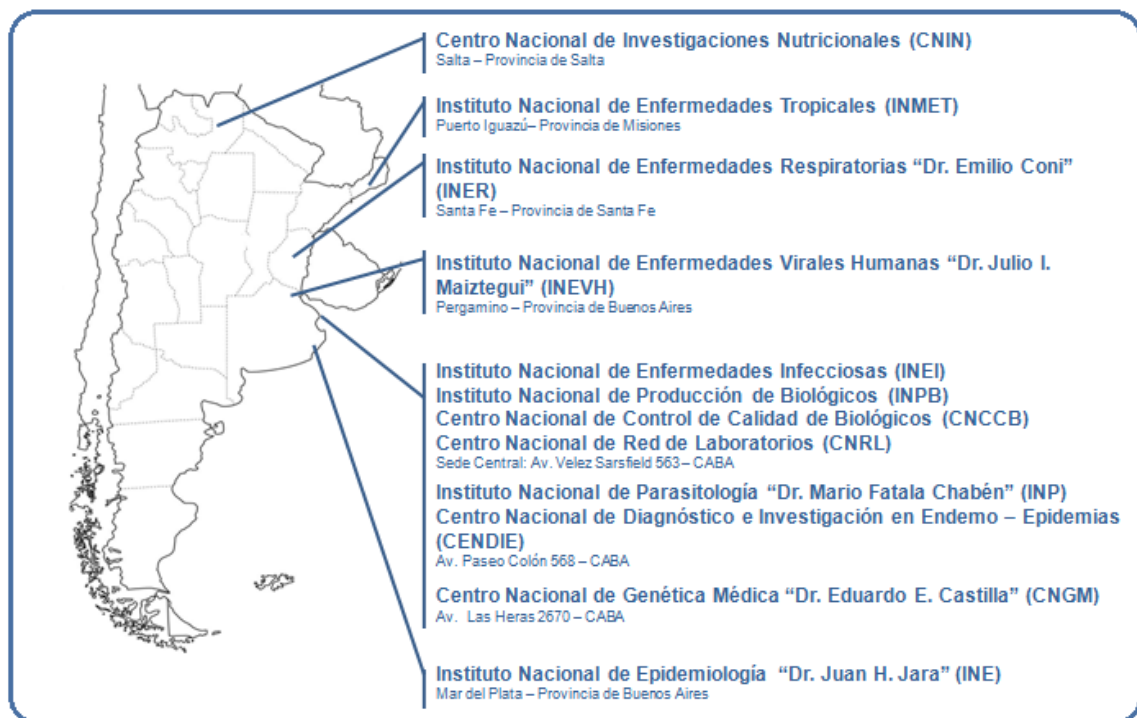 Centro Nacional de Investigaciones Nutricionales (CNIN)
Salta – Provincia de Salta
Instituto Nacional de Enfermedades Tropicales (INMET)
Puerto Iguazú– Provincia de Misiones
Instituto Nacional de Enfermedades Respiratorias “Dr. Emilio Coni”
(INER)
Santa Fe – Provincia de Santa Fe
Instituto Nacional de Enfermedades Virales Humanas “Dr. Julio I.
Maiztegui” (INEVH)
Pergamino – Provincia de Buenos Aires
Instituto Nacional de Enfermedades Infecciosas (INEI)
Instituto Nacional de Producción de Biológicos (INPB)
Centro Nacional de Control de Calidad de Biológicos (CNCCB)
Centro Nacional de Red de Laboratorios (CNRL)
Sede Central: Av. Velez Sarsfield 563 – CABA
Instituto Nacional de Parasitología “Dr. Mario Fatala Chabén” (INP)
Centro Nacional de Diagnóstico e Investigación en Endemo – Epidemias
(CENDIE)
Av. Paseo Colón 568 – CABA
Centro Nacional de Genética Médica “Dr. Eduardo E. Castilla” (CNGM)
Av. Las Heras 2670 – CABA
Instituto Nacional de Epidemiología “Dr. Juan H. Jara” (INE)
Mar del Plata – Provincia de Buenos Aires